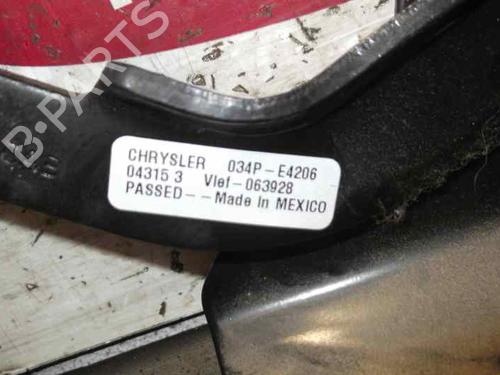 B-PARTS
CHRYSLER 034P-E4206
04315 3 Vlef-063928
PASSED--Made In MEXICO